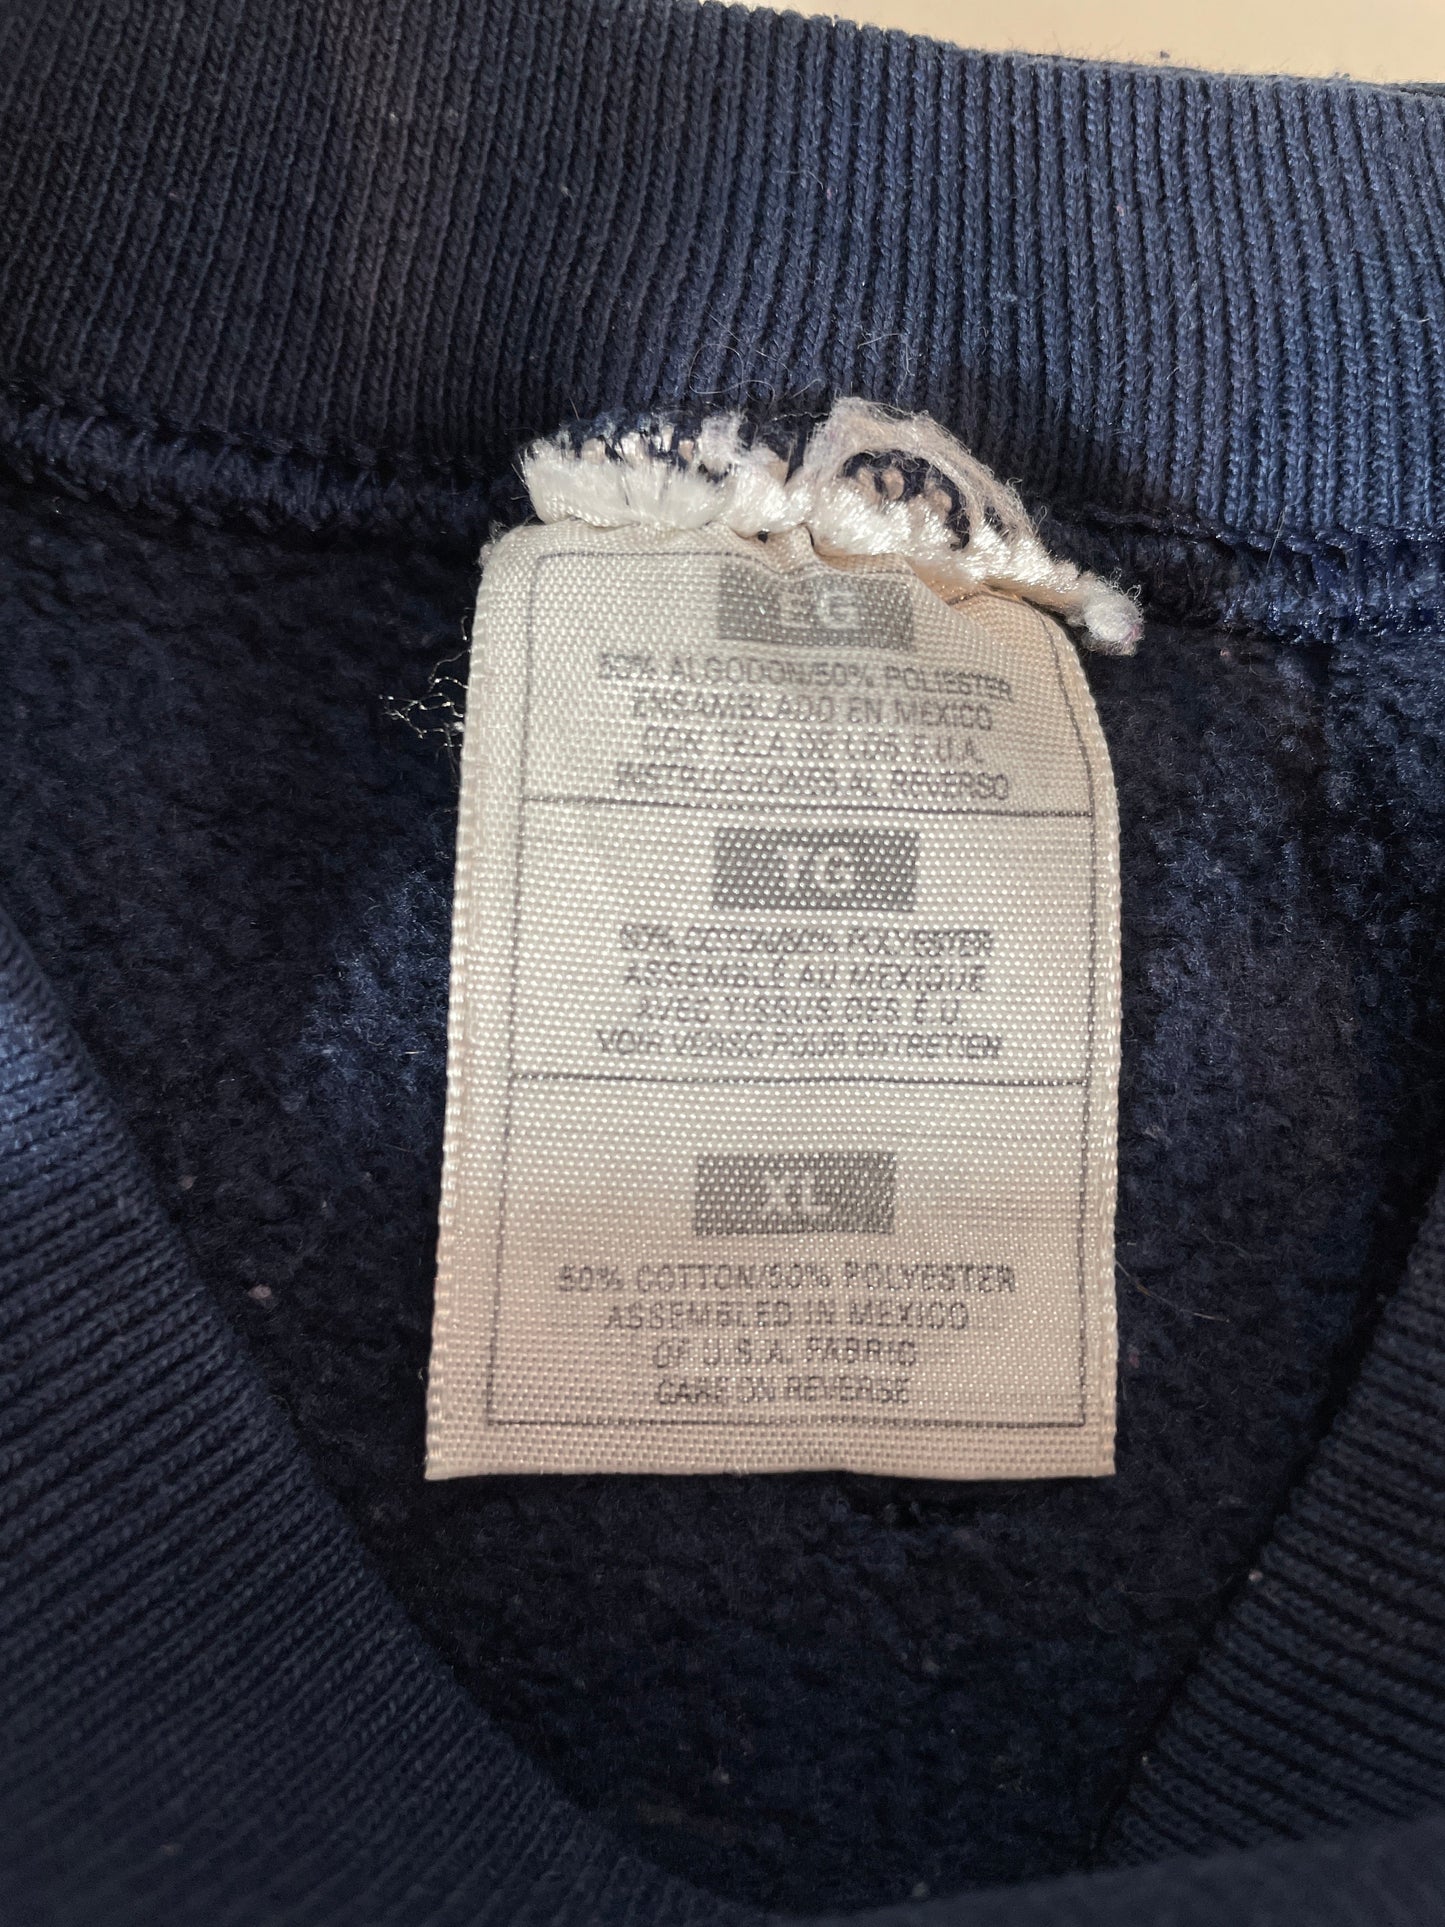 EG
50% ALGODON/50% POLIESTER
ENSAMBLADO EN MEXICO
CON TELA DE LOS E.U.A.
INSTRUCCIONES AL REVERSO
TG
50% COTON/50% POLYESTER
ASSEMBLÉ AU MEXIQUE
AVEC TISSUS DES É U
VOIR VERSO POUR ENTRETIEN
XL
50% COTTON/50% POLYESTER
ASSEMBLED IN MEXICO
OF U.S.A. FABRIC
CARE ON REVERSE